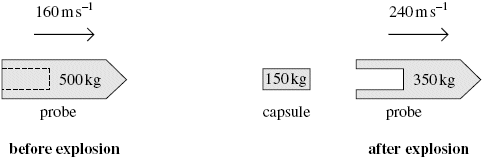 160 m s⁻¹
240 m s⁻¹
500 kg
150 kg
350 kg
probe
capsule
probe
before explosion
after explosion